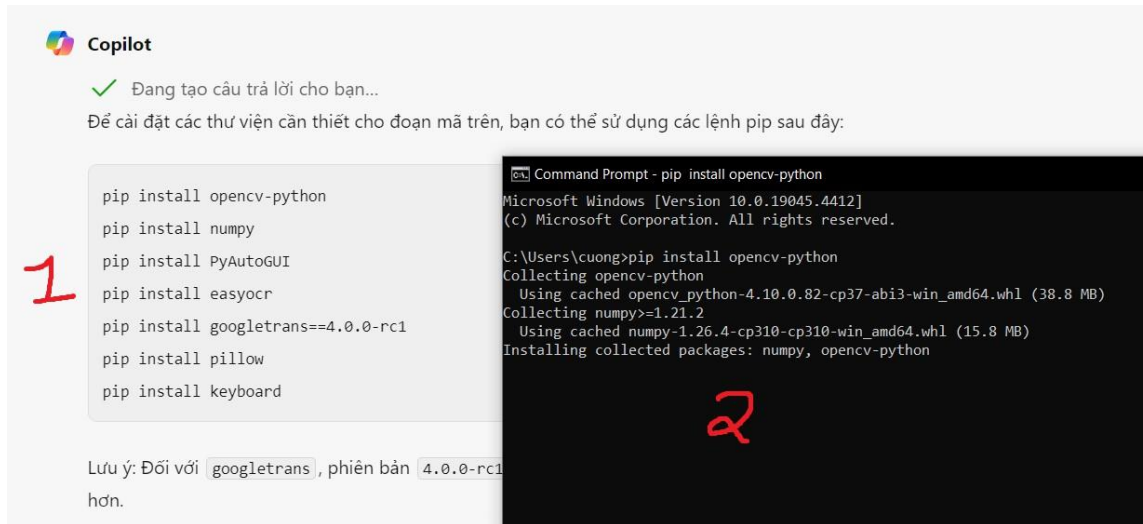 Copilot
Đang tạo câu trả lời cho bạn...
Để cài đặt các thư viện cần thiết cho đoạn mã trên, bạn có thể sử dụng các lệnh pip sau đây:
pip install opencv-python
pip install numpy
pip install PyAutoGUI
pip install easyocr
pip install googletrans==4.0.0-rc1
pip install pillow
pip install keyboard
1
Lưu ý: Đối với googletrans, phiên bản 4.0.0-rc1
hơn.
Command Prompt - pip install opencv-python
Microsoft Windows [Version 10.0.19045.4412]
(c) Microsoft Corporation. All rights reserved.
C:\Users\cuong>pip install opencv-python
Collecting opencv-python
Using cached opencv_python-4.10.0.82-cp37-abi3-win_amd64.whl (38.8 MB)
Collecting numpy>=1.21.2
Using cached numpy-1.26.4-cp310-cp310-win_amd64.whl (15.8 MB)
Installing collected packages: numpy, opencv-python
2